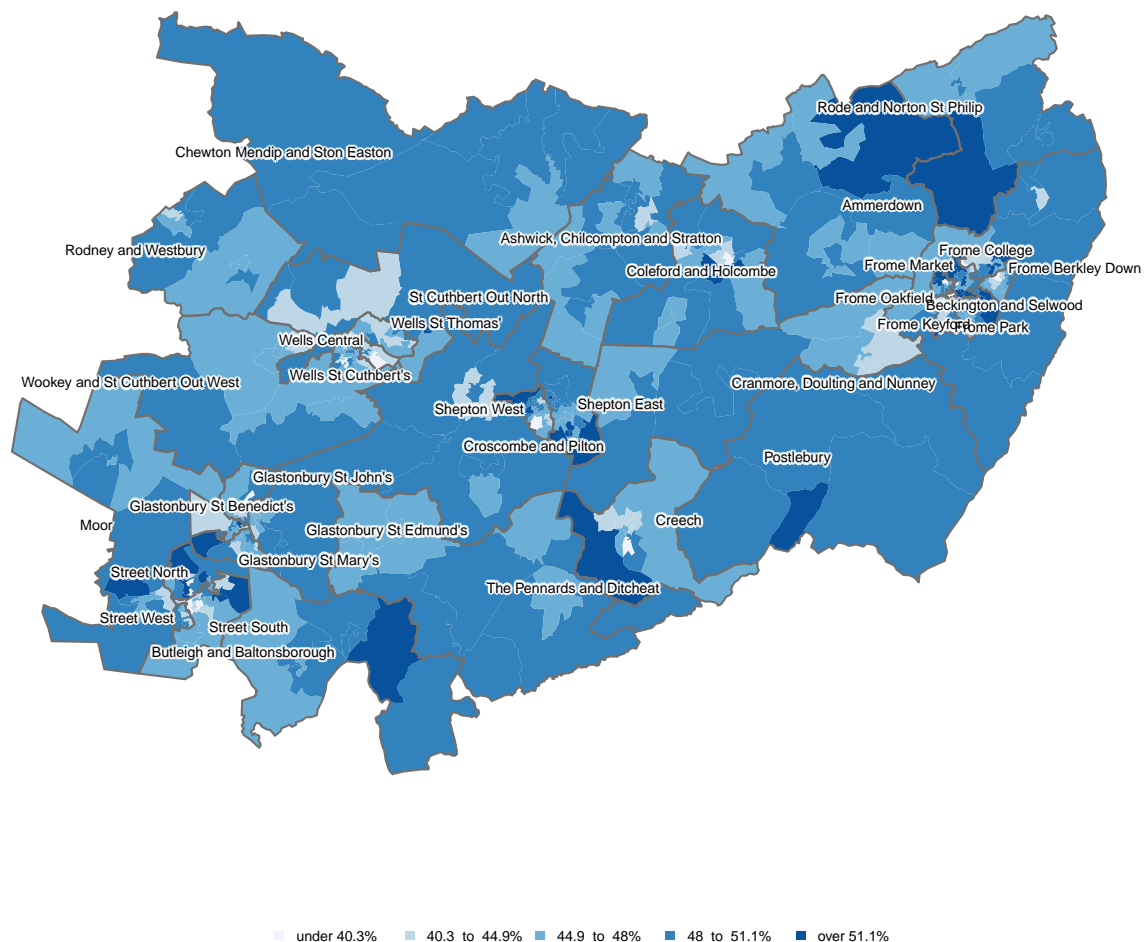 Rode and Norton St Philip
Chewton Mendip and Ston Easton
Ammerdown
Ashwick, Chilcompton and Stratton
Rodney and Westbury
Frome College
Frome Market
Coleford and Holcombe
Frome Berkley Down
St Cuthbert Out North
Frome Oakfield
Beckington and Selwood
Wells St Thomas'
Frome Keyford
Frome Park
Wells Central
Wells St Cuthbert's
Wookey and St Cuthbert Out West
Cranmore, Doulting and Nunney
Shepton West
Shepton East
Croscombe and Pilton
Postlebury
Glastonbury St John's
Glastonbury St Benedict's
Moor
Glastonbury St Edmund's
Creech
Glastonbury St Mary's
Street North
The Pennards and Ditcheat
Street West
Street South
Butleigh and Baltonsborough
under 40.3% 40.3 to 44.9% 44.9 to 48% 48 to 51.1% over 51.1%